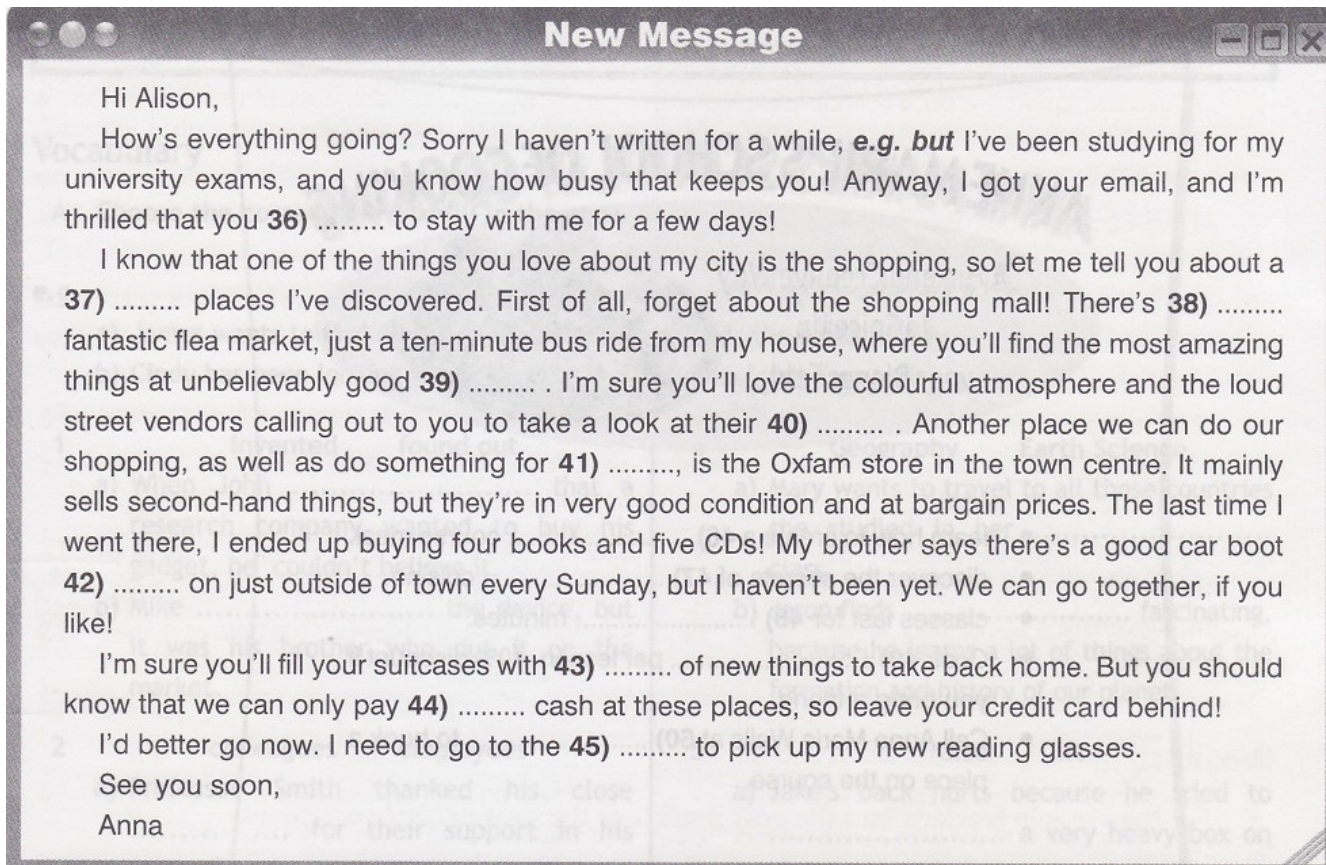 New Message
Hi Alison,
How's everything going? Sorry I haven't written for a while, e.g. but I've been studying for my
university exams, and you know how busy that keeps you! Anyway, I got your email, and I'm
thrilled that you 36) ......... to stay with me for a few days!
I know that one of the things you love about my city is the shopping, so let me tell you about a
37) ......... places I've discovered. First of all, forget about the shopping mall! There's 38) .........
fantastic flea market, just a ten-minute bus ride from my house, where you'll find the most amazing
things at unbelievably good 39) ......... . I'm sure you'll love the colourful atmosphere and the loud
street vendors calling out to you to take a look at their 40) ......... . Another place we can do our
shopping, as well as do something for 41) ........., is the Oxfam store in the town centre. It mainly
sells second-hand things, but they're in very good condition and at bargain prices. The last time I
went there, I ended up buying four books and five CDs! My brother says there's a good car boot
42) ......... on just outside of town every Sunday, but I haven't been yet. We can go together, if you
like!
I'm sure you'll fill your suitcases with 43) ......... of new things to take back home. But you should
know that we can only pay 44) ......... cash at these places, so leave your credit card behind!
I'd better go now. I need to go to the 45) ......... to pick up my new reading glasses.
See you soon,
Anna